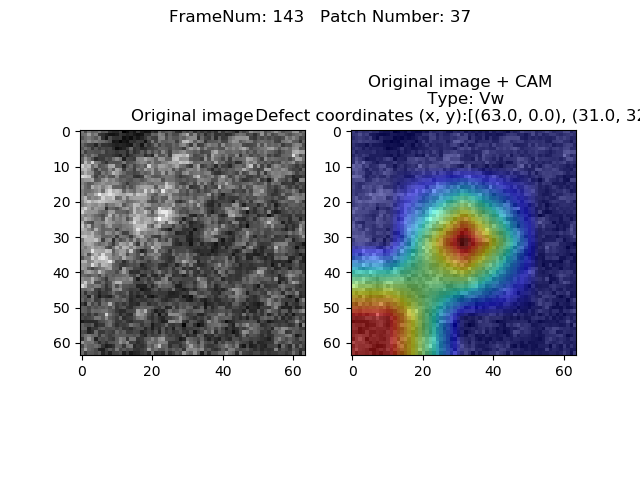 FrameNum: 143   Patch Number: 37
Original image + CAM
Type: Vw
Original image
Defect coordinates (x, y):[(63.0, 0.0), (31.0, 32
0
10
20
30
40
50
60
0 20 40 60
0
10
20
30
40
50
60
0 20 40 60